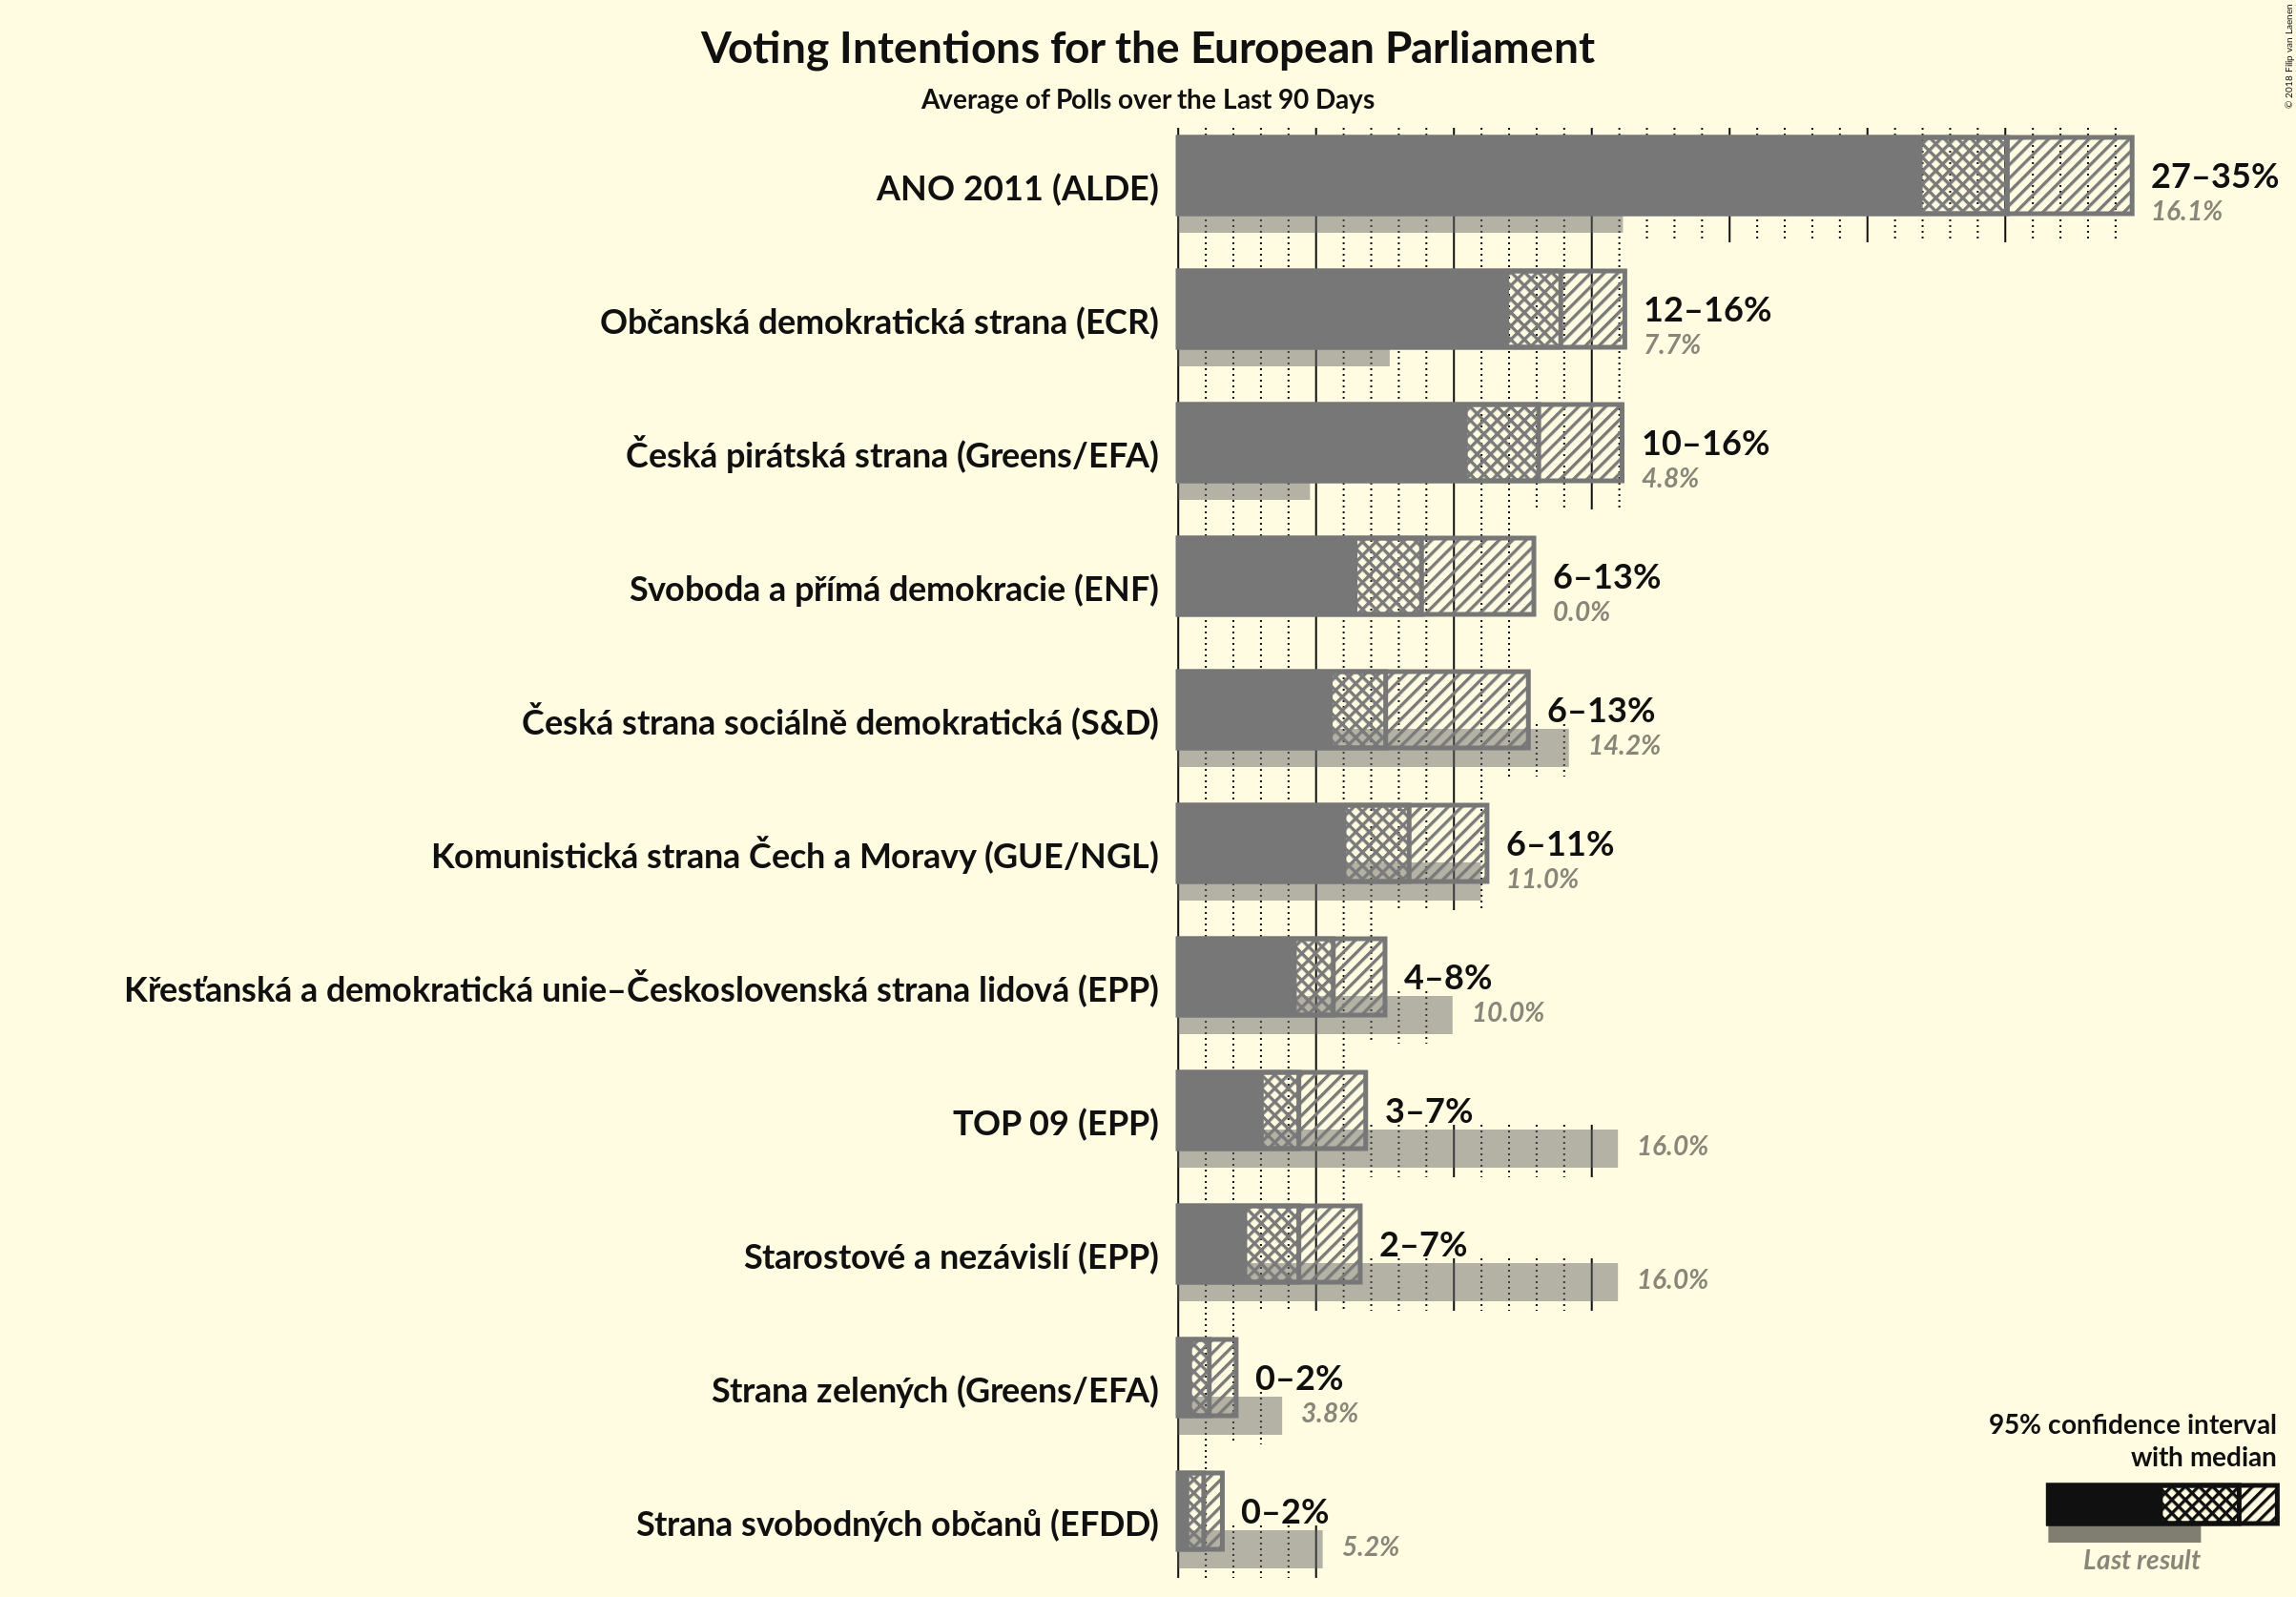 Voting Intentions for the European Parliament
Average of Polls over the Last 90 Days
© 2018 Filip van Laenen
ANO 2011 (ALDE)
27–35%
16.1%
Občanská demokratická strana (ECR)
12–16%
7.7%
Česká pirátská strana (Greens/EFA)
10–16%
4.8%
Svoboda a přímá demokracie (ENF)
6–13%
0.0%
Česká strana sociálně demokratická (S&D)
6–13%
14.2%
Komunistická strana Čech a Moravy (GUE/NGL)
6–11%
11.0%
Křesťanská a demokratická unie–Československá strana lidová (EPP)
4–8%
10.0%
TOP 09 (EPP)
3–7%
16.0%
Starostové a nezávislí (EPP)
2–7%
16.0%
Strana zelených (Greens/EFA)
0–2%
3.8%
Strana svobodných občanů (EFDD)
0–2%
5.2%
95% confidence interval
with median
Last result